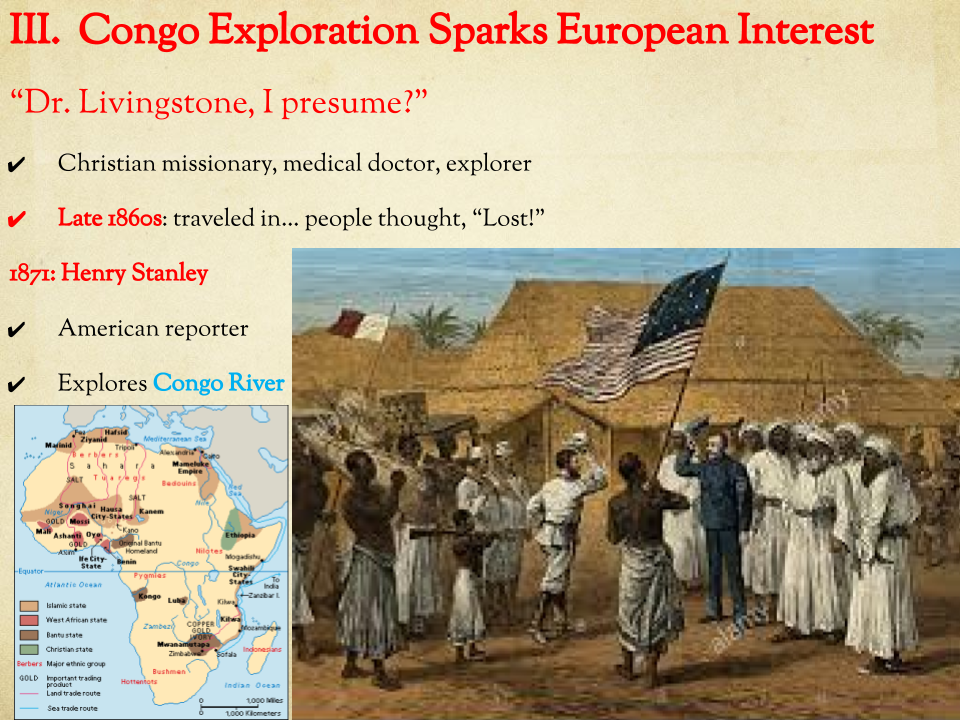 III. Congo Exploration Sparks European Interest
“Dr. Livingstone, I presume?”
✔ Christian missionary, medical doctor, explorer
✔ Late 1860s: traveled in... people thought, “Lost!”
1871: Henry Stanley
✔ American reporter
✔ Explores Congo River
Fez
Hafsid
Ziyanid
Marinid
Tripoli
Mediterranean Sea
Berbers
Alexandria
Cairo
Sahara
Mameluke
Empire
SALT
Tuaregs
Bedouins
Red
Sea
SALT
Nile
Songhai
Hausa
City-States
Kanem
Niger
GOLD
Mossi
Mali
Ashanti
Oyo
Kano
Ethiopia
GOLD
Original Bantu
Homeland
Nilotes
Mogadishu
Ife City-
State
Benin
Congo
Swahili
City-
States
Equator
Pygmies
To
India
Atlantic Ocean
Kongo
Luba
Zanzibar I.
Kilwa
Kilwa
Zambezi
COPPER
GOLD
IVORY
Mozambique
Mwanamutapa
Zimbabwe
Sofala
Indonesians
Bushmen
Hottentots
Indian Ocean
Islamic state
West African state
Bantu state
Christian state
Berbers Major ethnic group
GOLD Important trading
product
Land trade route
Sea trade route
0 1,000 Miles
0 1,000 Kilometers